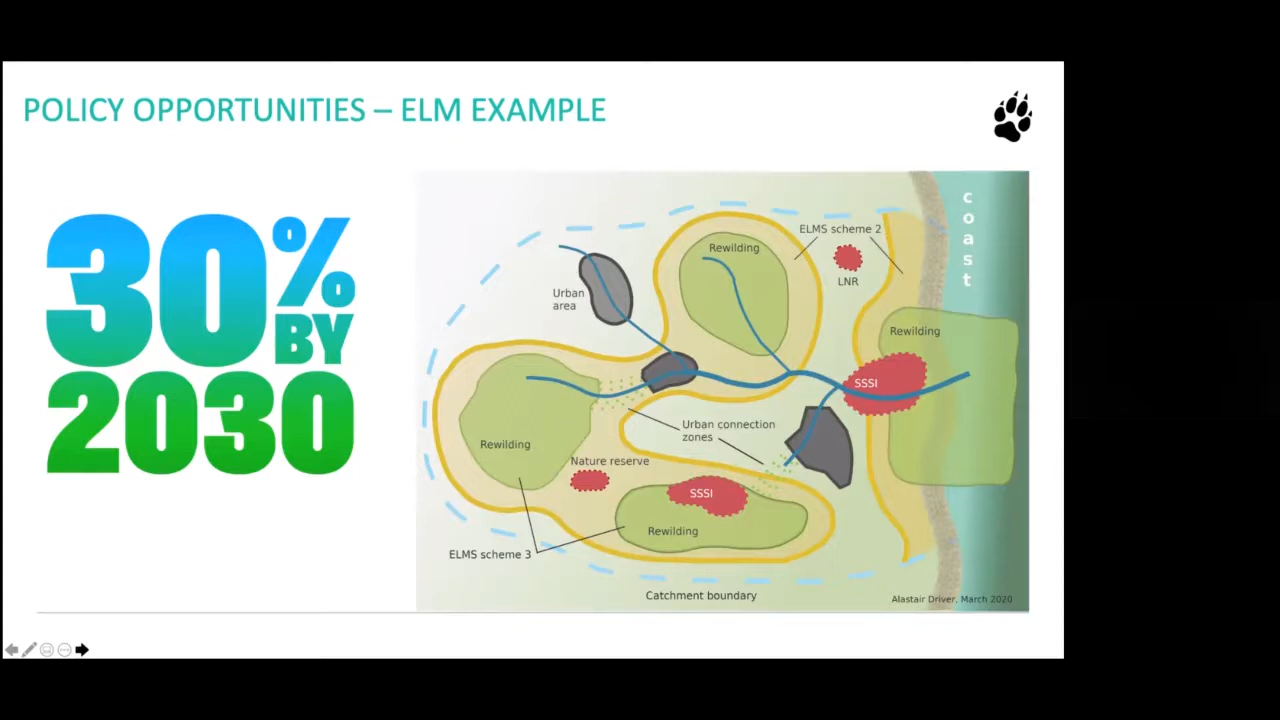 POLICY OPPORTUNITIES – ELM EXAMPLE
30%
BY
2030
coast
ELMS scheme 2
Rewilding
LNR
Urban
area
Rewilding
SSSI
Urban connection
zones
Rewilding
Nature reserve
SSSI
Rewilding
ELMS scheme 3
Catchment boundary
Alastair Driver, March 2020